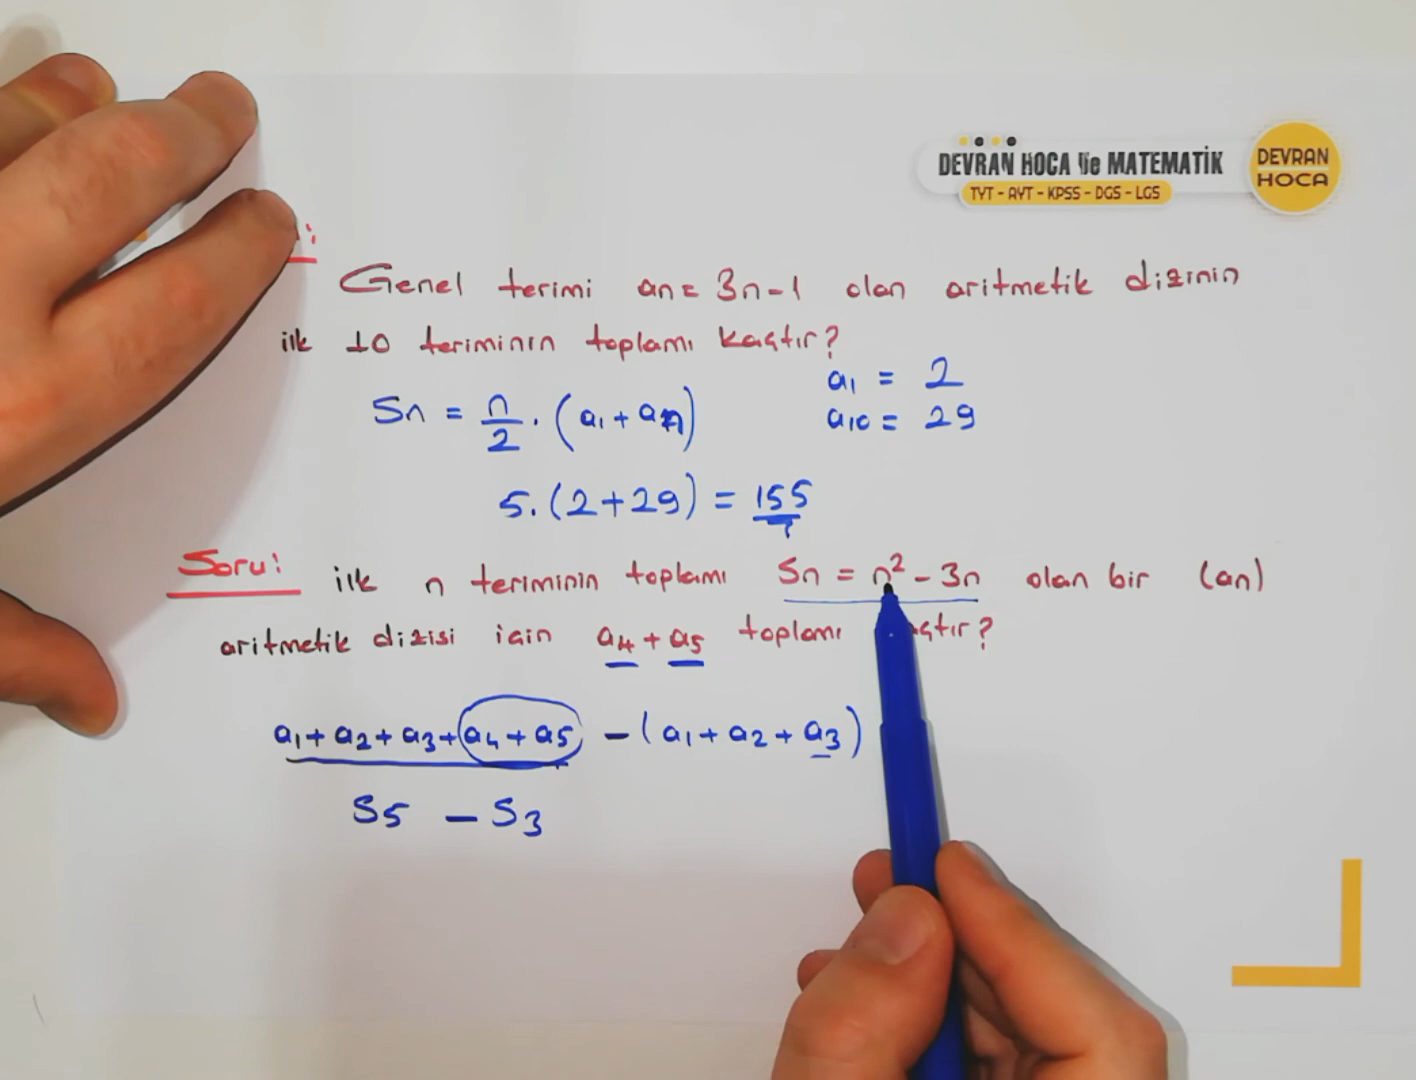 DEVRAN HOCA ile MATEMATİK
TYT - AYT - KPSS - DGS - LGS
DEVRAN
HOCA
Genel terimi an = 3n-1 olan aritmetik dizinin
ilk 10 teriminin toplamı kaçtır?
Sn = n/2 . (a1 + an)
a1 = 2
a10 = 29
5.(2+29) = 155
Soru: ilk n teriminin toplamı Sn = n² - 3n olan bir (an)
aritmetik dizisi için a4 + a5 toplamı
a1 + a2 + a3 + a4 + a5 - (a1 + a2 + a3)
S5 - S3